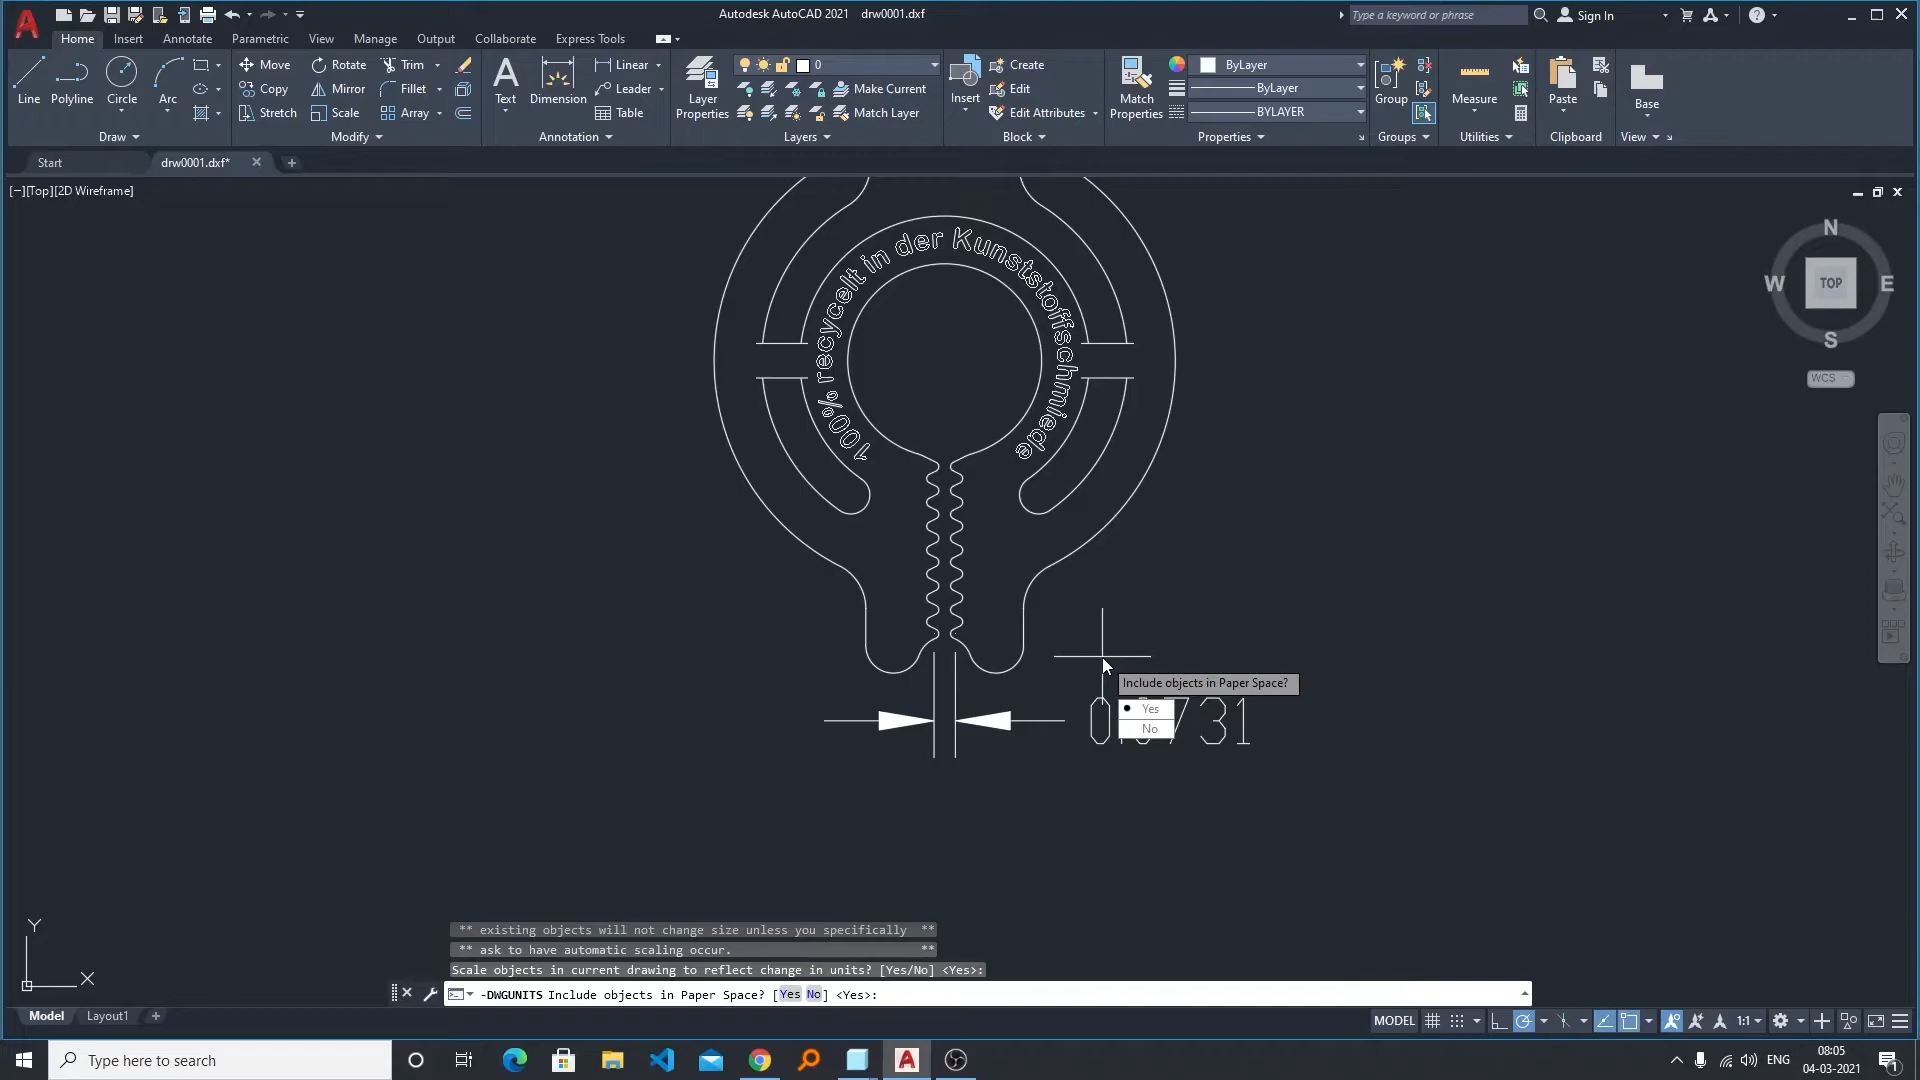 Autodesk AutoCAD 2021 drw0001.dxf
Type a keyword or phrase
Sign In
Home Insert Annotate Parametric View Manage Output Collaborate Express Tools
Line Polyline Circle Arc
Move Rotate Trim
Copy Mirror Fillet
Stretch Scale Array
Text Dimension
Linear
Leader
Table
Layer Properties
0
Make Current
Match Layer
Insert
Create
Edit
Edit Attributes
Match Properties
ByLayer
ByLayer
BYLAYER
Group
Measure
Paste
Base
Draw Modify Annotation Layers Block Properties Groups Utilities Clipboard View
Start drw0001.dxf*
[−][Top][2D Wireframe]
N
W TOP E
S
WCS
100% recycelt in der Kunststoffschmiede
Include objects in Paper Space?
Yes
No
Y
X
** existing objects will not change size unless you specifically **
** ask to have automatic scaling occur. **
Scale objects in current drawing to reflect change in units? [Yes/No] <Yes>:
-DWGUNITS Include objects in Paper Space? [Yes No] <Yes>:
Model Layout1
MODEL
1:1
Type here to search
ENG
08:05
04-03-2021
1